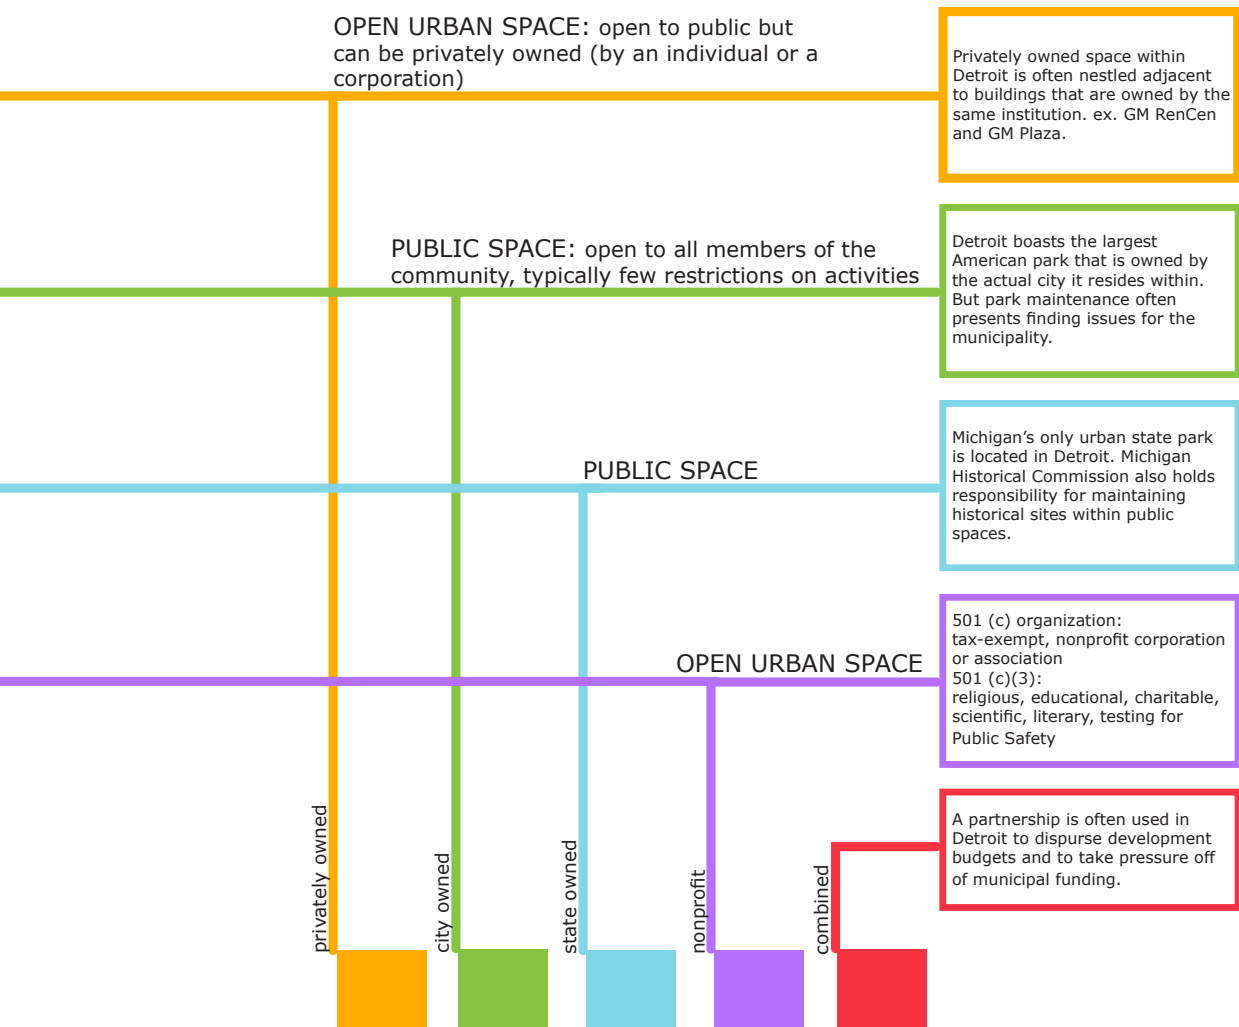 OPEN URBAN SPACE: open to public but
can be privately owned (by an individual or a
corporation)
Privately owned space within
Detroit is often nestled adjacent
to buildings that are owned by the
same institution. ex. GM RenCen
and GM Plaza.
PUBLIC SPACE: open to all members of the
community, typically few restrictions on activities
Detroit boasts the largest
American park that is owned by
the actual city it resides within.
But park maintenance often
presents finding issues for the
municipality.
PUBLIC SPACE
Michigan’s only urban state park
is located in Detroit. Michigan
Historical Commission also holds
responsibility for maintaining
historical sites within public
spaces.
OPEN URBAN SPACE
501 (c) organization:
tax-exempt, nonprofit corporation
or association
501 (c)(3):
religious, educational, charitable,
scientific, literary, testing for
Public Safety
A partnership is often used in
Detroit to dispurse development
budgets and to take pressure off
of municipal funding.
privately owned
city owned
state owned
nonprofit
combined